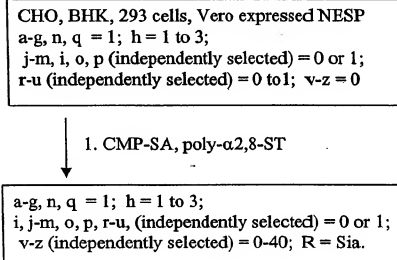 CHO, BHK, 293 cells, Vero expressed NESP
a-g, n, q = 1; h = 1 to 3;
j-m, i, o, p (independently selected) = 0 or 1;
r-u (independently selected) = 0 to1; v-z = 0
1. CMP-SA, poly-α2,8-ST
a-g, n, q = 1; h = 1 to 3;
i, j-m, o, p, r-u, (independently selected) = 0 or 1;
v-z (independently selected) = 0-40; R = Sia.